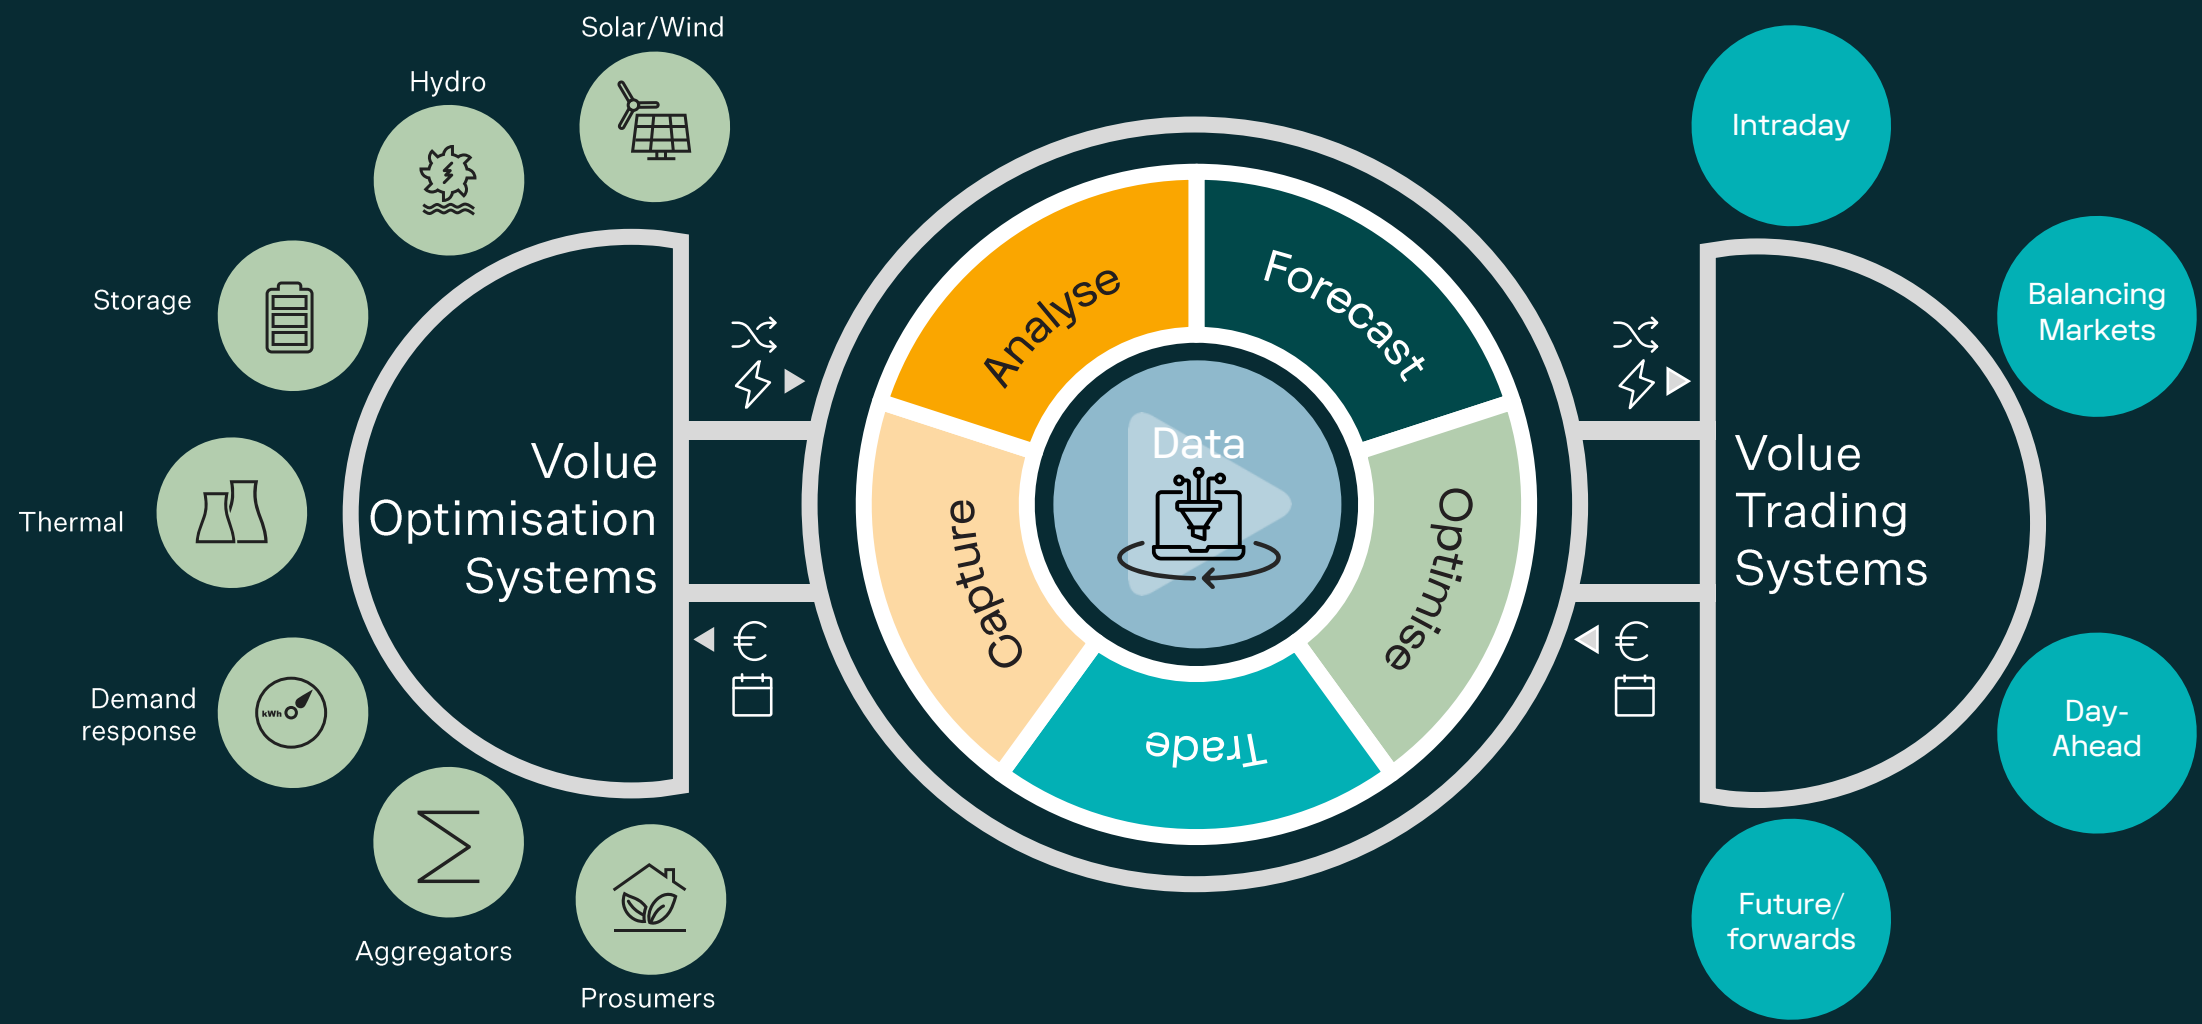 Solar/Wind
Hydro
Storage
Thermal
Demand
response
kWh
Aggregators
Prosumers
Volue
Optimisation
Systems
€
Analyse
Forecast
Optimise
Trade
Capture
Data
€
Volue
Trading
Systems
Intraday
Balancing
Markets
Day-
Ahead
Future/
forwards